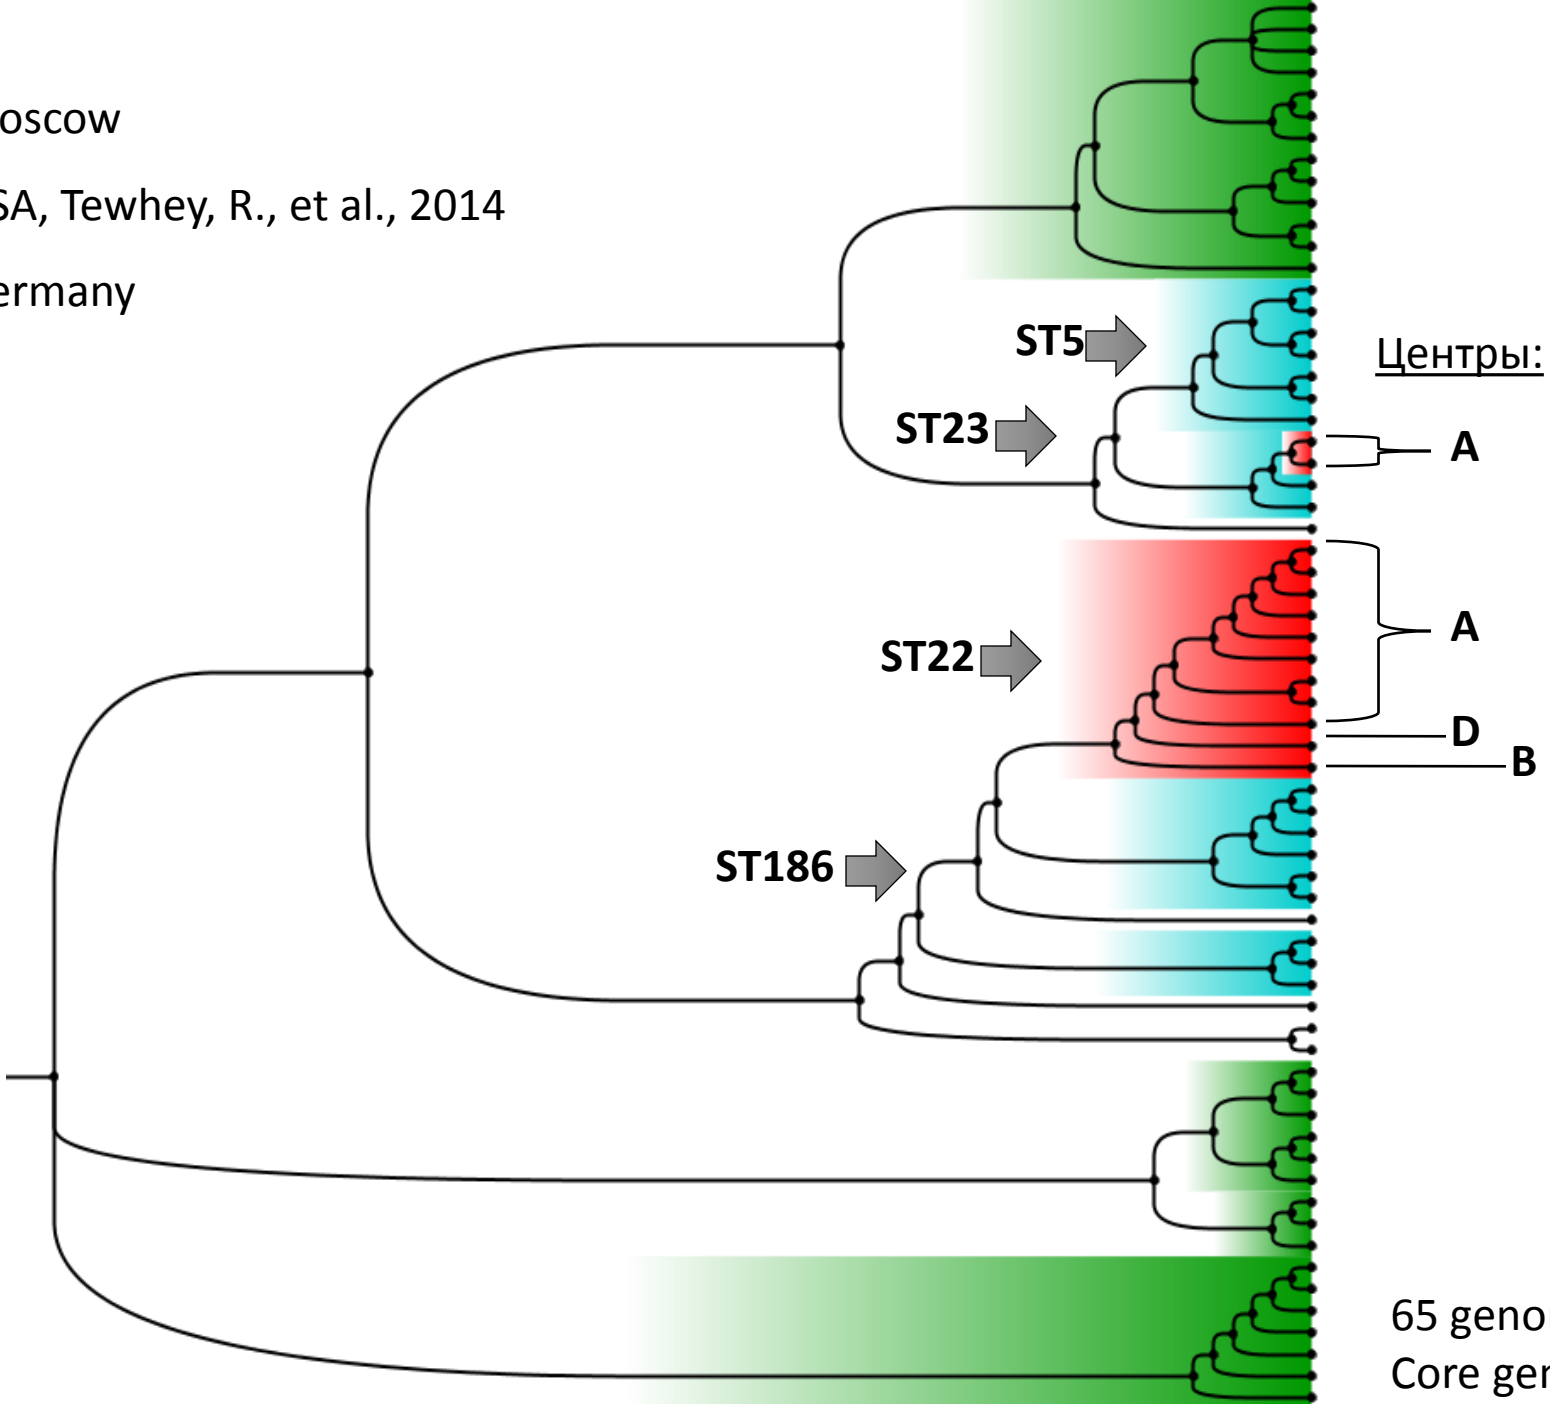 oscow
SA, Tewhey, R., et al., 2014
ermany
ST5
Центры:
ST23
A
ST22
A
D
B
ST186
65 geno
Core ger